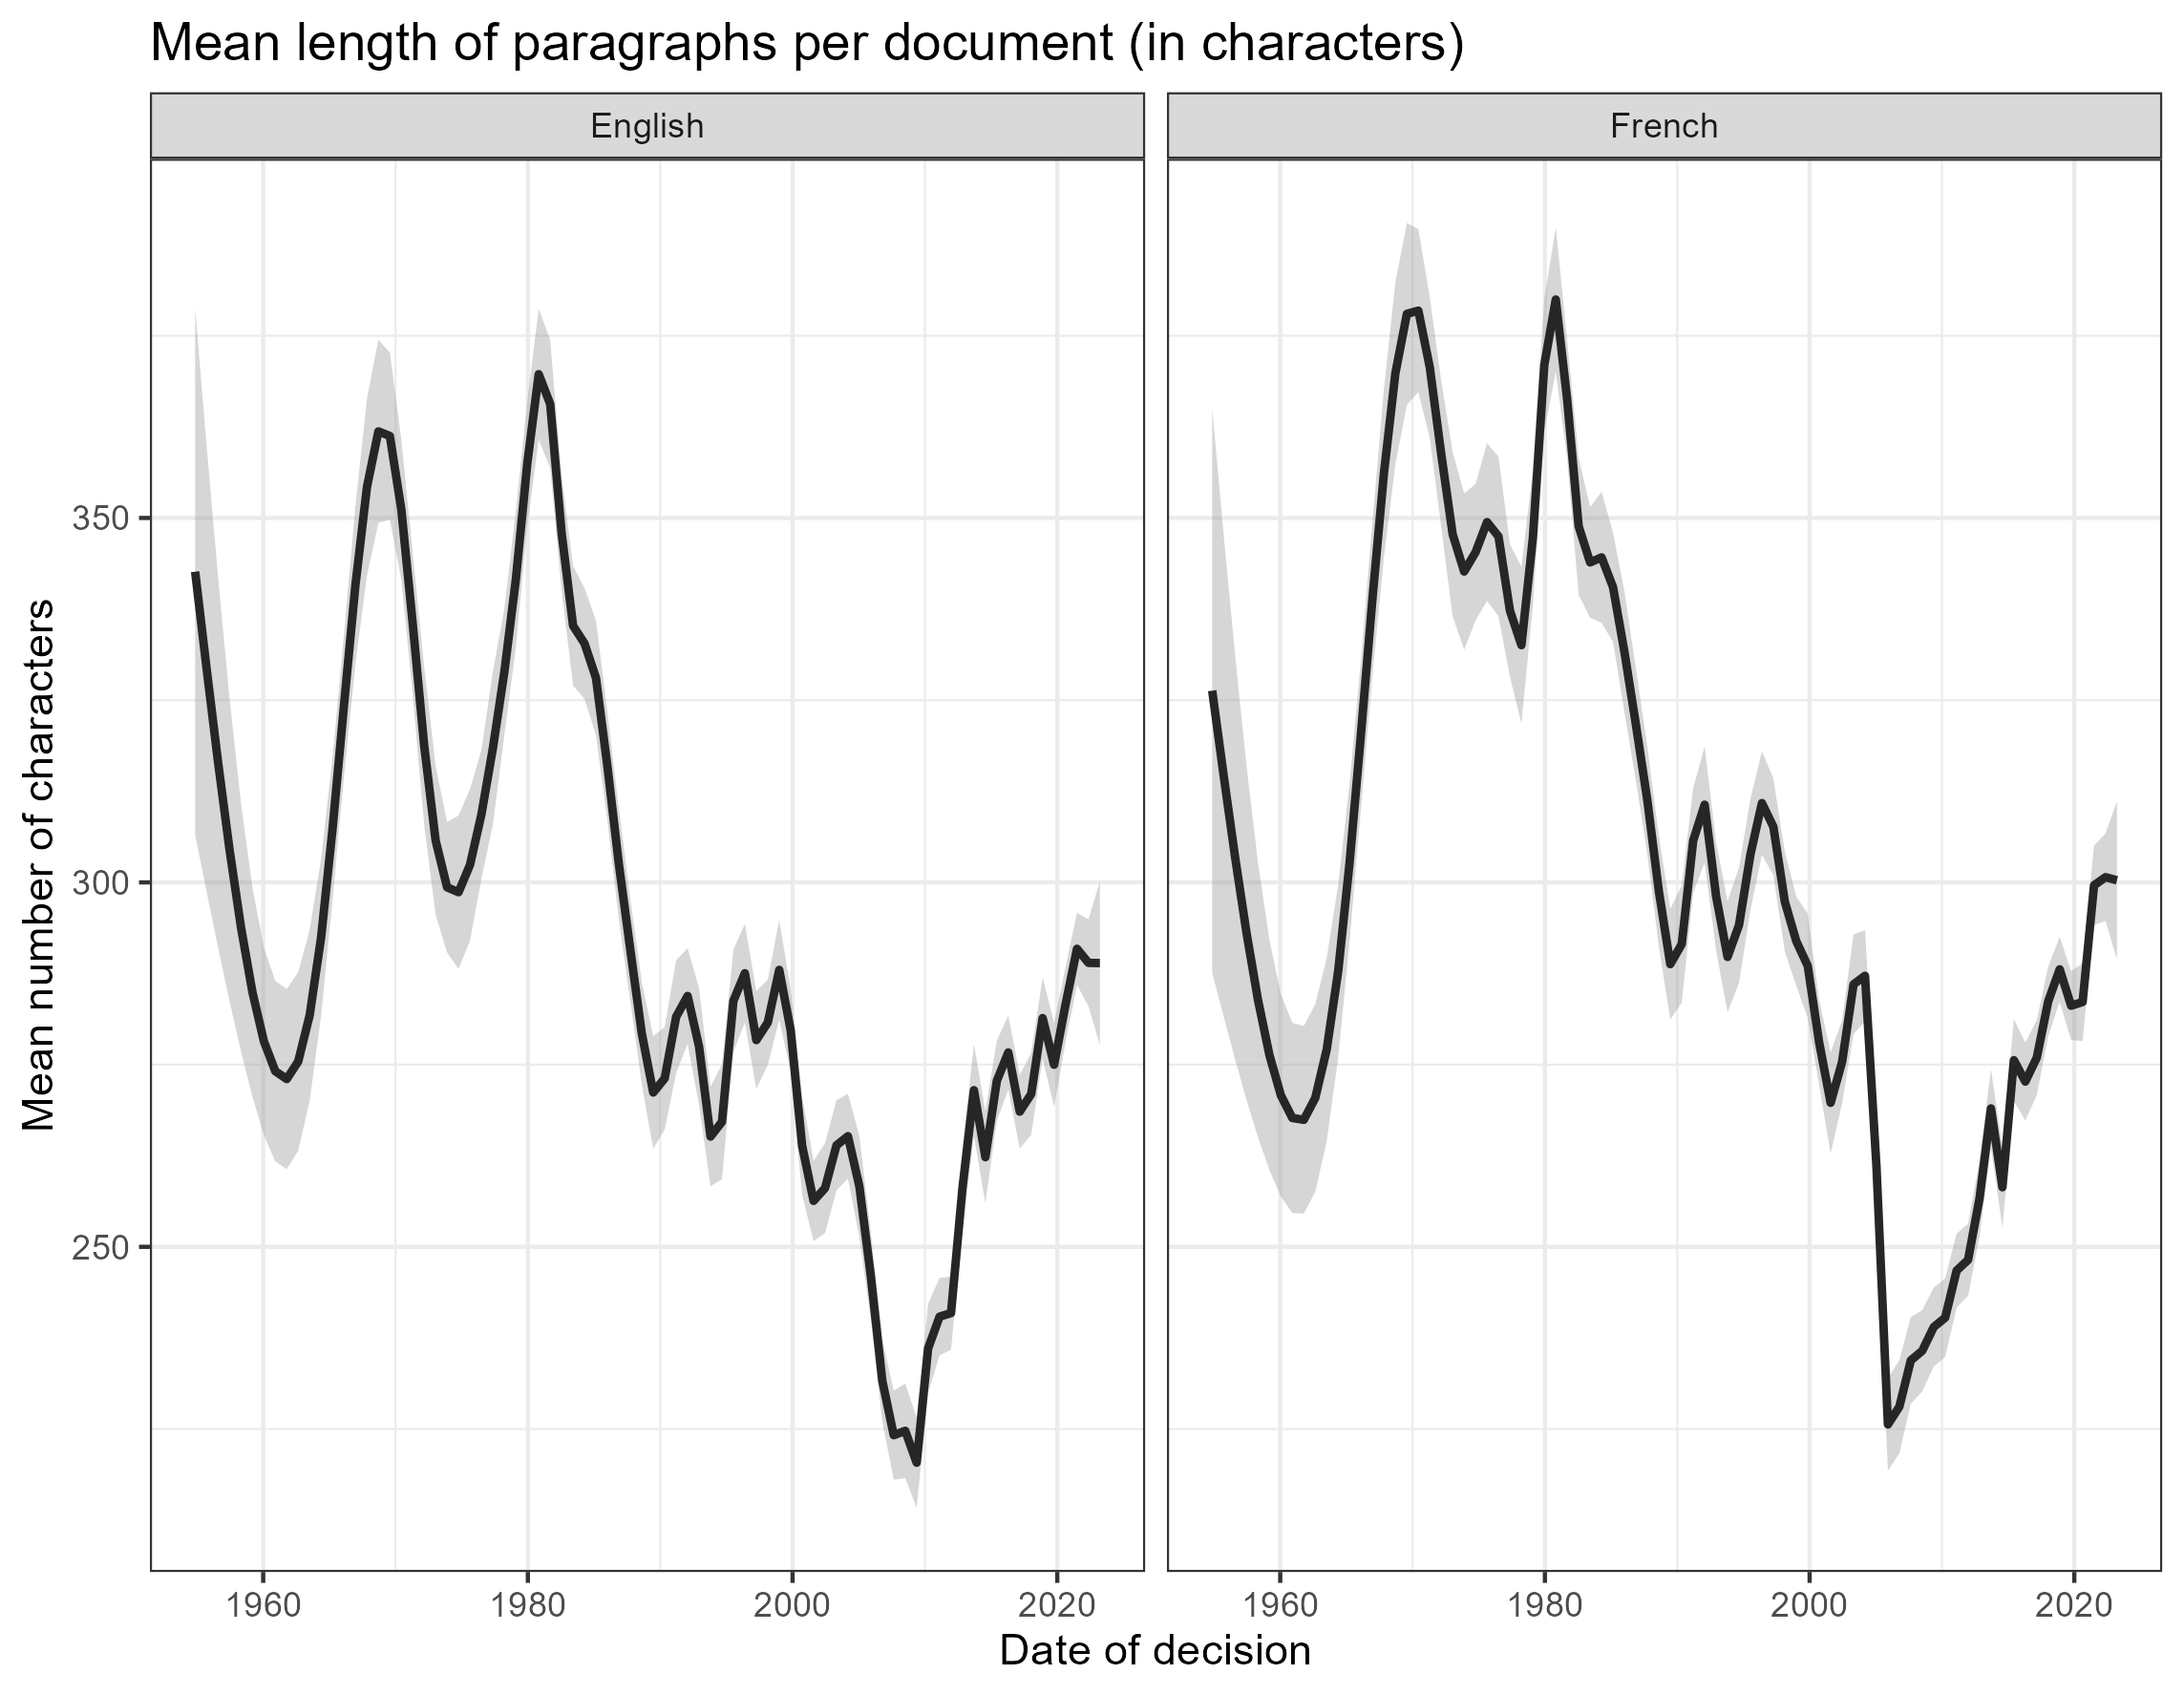 Mean length of paragraphs per document (in characters)
English
French
Mean number of characters
350
300
250
1960 1980 2000 2020
1960 1980 2000 2020
Date of decision